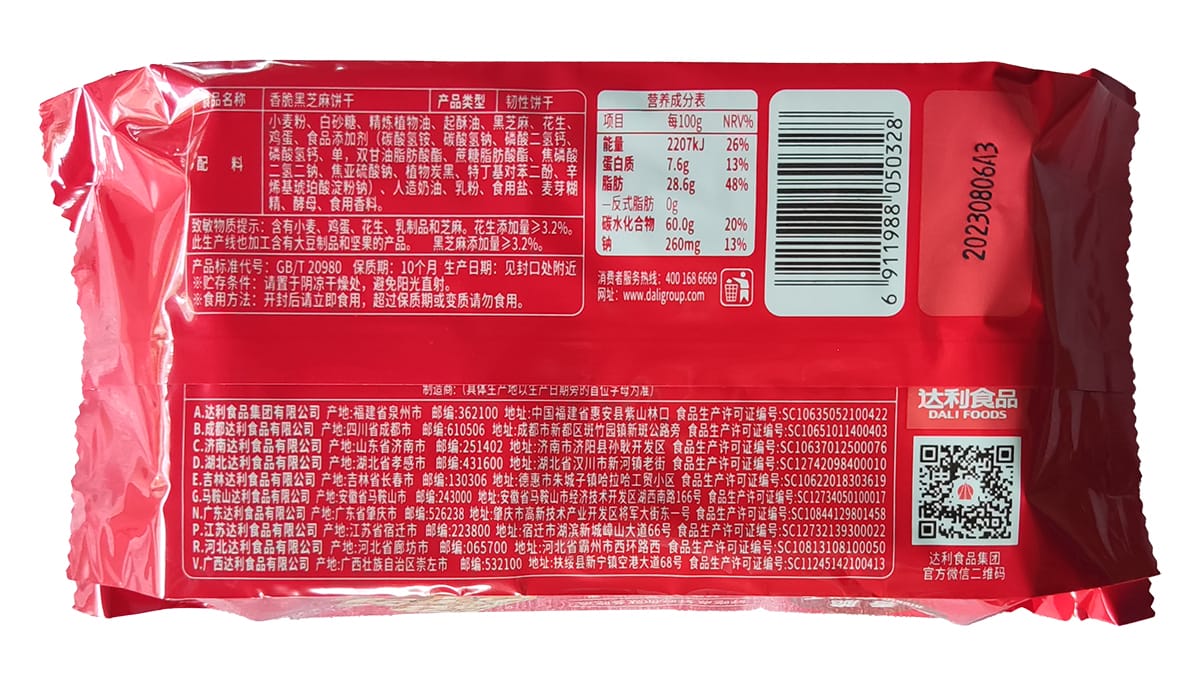 食品名称 香脆黑芝麻饼干 产品类型 韧性饼干
配 料
小麦粉、白砂糖、精炼植物油、起酥油、黑芝麻、花生、
鸡蛋、食品添加剂（碳酸氢铵、碳酸氢钠、磷酸二氢钙、
磷酸氢钙、单，双甘油脂肪酸酯、蔗糖脂肪酸酯、焦磷酸
二氢二钠、焦亚硫酸钠、植物炭黑、特丁基对苯二酚、辛
烯基琥珀酸淀粉钠）、人造奶油、乳粉、食用盐、麦芽糊
精、酵母、食用香料。
致敏物质提示：含有小麦、鸡蛋、花生、乳制品和芝麻。花生添加量≥3.2%。
此生产线也加工含有大豆制品和坚果的产品。 黑芝麻添加量≥3.2%。
产品标准代号：GB/T 20980 保质期：10个月 生产日期：见封口处附近
※贮存条件：请置于阴凉干燥处，避免阳光直射。
※食用方法：开封后请立即食用，超过保质期或变质请勿食用。
营养成分表
项目 每100g NRV%
能量 2207kJ 26%
蛋白质 7.6g 13%
脂肪 28.6g 48%
—反式脂肪 0g
碳水化合物 60.0g 20%
钠 260mg 13%
消费者服务热线：400 168 6669
网址：www.daligroup.com
6 911988 050328
20230806A3
制造商：（具体生产地以生产日期旁的首位字母为准）
A.达利食品集团有限公司 产地:福建省泉州市 邮编:362100 地址:中国福建省惠安县紫山林口 食品生产许可证编号:SC10635052100422
B.成都达利食品有限公司 产地:四川省成都市 邮编:610506 地址:成都市新都区斑竹园镇新斑公路旁 食品生产许可证编号:SC10651011400403
C.济南达利食品有限公司 产地:山东省济南市 邮编:251402 地址:济南市济阳县孙耿开发区 食品生产许可证编号:SC10637012500076
D.湖北达利食品有限公司 产地:湖北省孝感市 邮编:431600 地址:湖北省汉川市新河镇老街 食品生产许可证编号:SC12742098400010
E.吉林达利食品有限公司 产地:吉林省长春市 邮编:130306 地址:德惠市朱城子镇哈拉哈工贸小区 食品生产许可证编号:SC10622018303619
G.马鞍山达利食品有限公司 产地:安徽省马鞍山市 邮编:243000 地址:安徽省马鞍山市经济技术开发区湖西南路166号 食品生产许可证编号:SC12734050100017
N.广东达利食品有限公司 产地:广东省肇庆市 邮编:526238 地址:肇庆市高新技术产业开发区将军大街东一号 食品生产许可证编号:SC10844129801458
P.江苏达利食品有限公司 产地:江苏省宿迁市 邮编:223800 地址:宿迁市湖滨新城嶂山大道66号 食品生产许可证编号:SC12732139300022
R.河北达利食品有限公司 产地:河北省廊坊市 邮编:065700 地址:河北省霸州市西环路西 食品生产许可证编号:SC10813108100050
V.广西达利食品有限公司 产地:广西壮族自治区崇左市 邮编:532100 地址:扶绥县新宁镇空港大道68号 食品生产许可证编号:SC11245142100413
达利食品
DALI FOODS
达利食品集团
官方微信二维码